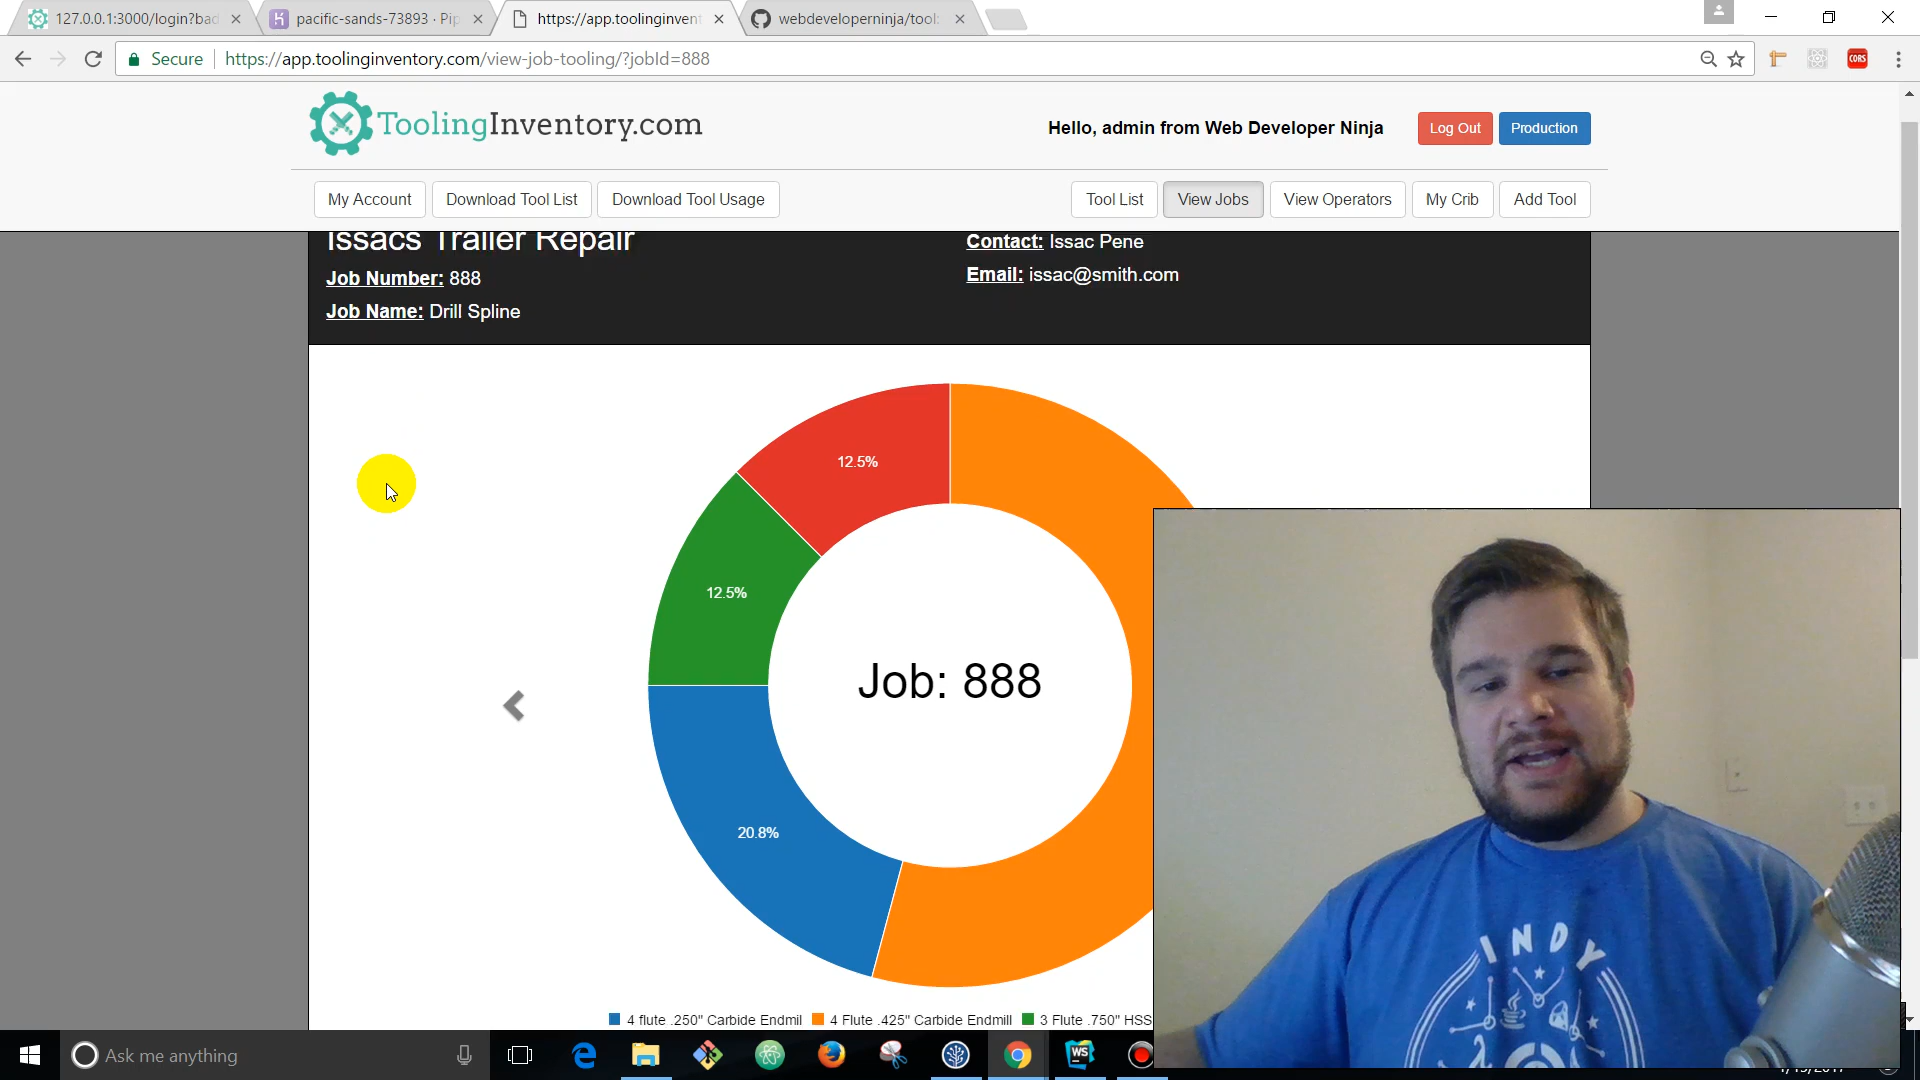 127.0.0.1:3000/login?bad
pacific-sands-73893 · Pip
https://app.toolinginvent
webdeveloperninja/tool:
Secure
https://app.toolinginventory.com/view-job-tooling/?jobId=888
CORS
ToolingInventory.com
Hello, admin from Web Developer Ninja
Log Out
Production
My Account
Download Tool List
Download Tool Usage
Tool List
View Jobs
View Operators
My Crib
Add Tool
Issacs Trailer Repair
Contact: Issac Pene
Job Number: 888
Email: issac@smith.com
Job Name: Drill Spline
12.5%
12.5%
Job: 888
20.8%
INDY
4 flute .250" Carbide Endmil
4 Flute .425" Carbide Endmill
3 Flute .750" HSS
Ask me anything
WS